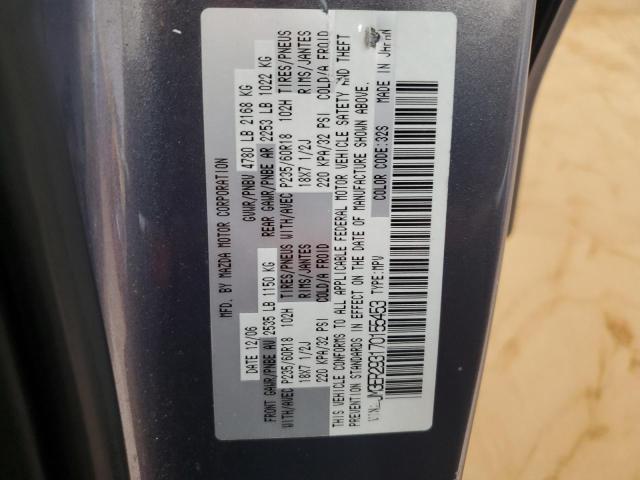 MFD. BY MAZDA MOTOR CORPORATION
DATE 12/06 GVWR/PNBV 4780 LB 2168 KG
FRONT GAWR/PNBE AV 2535 LB 1150 KG REAR GAWR/PNBE AR 2253 LB 1022 KG
WITH/AVEC P235/60R18 102H TIRES/PNEUS WITH/AVEC P235/60R18 102H TIRES/PNEUS
18X7 1/2J RIMS/JANTES 18X7 1/2J RIMS/JANTES
220 KPA/32 PSI COLD/A FROID 220 KPA/32 PSI COLD/A FROID
THIS VEHICLE CONFORMS TO ALL APPLICABLE FEDERAL MOTOR VEHICLE SAFETY AND THEFT
PREVENTION STANDARDS IN EFFECT ON THE DATE OF MANUFACTURE SHOWN ABOVE.
JM3ER293170155453 TYPE:MPV COLOR CODE:32S MADE IN